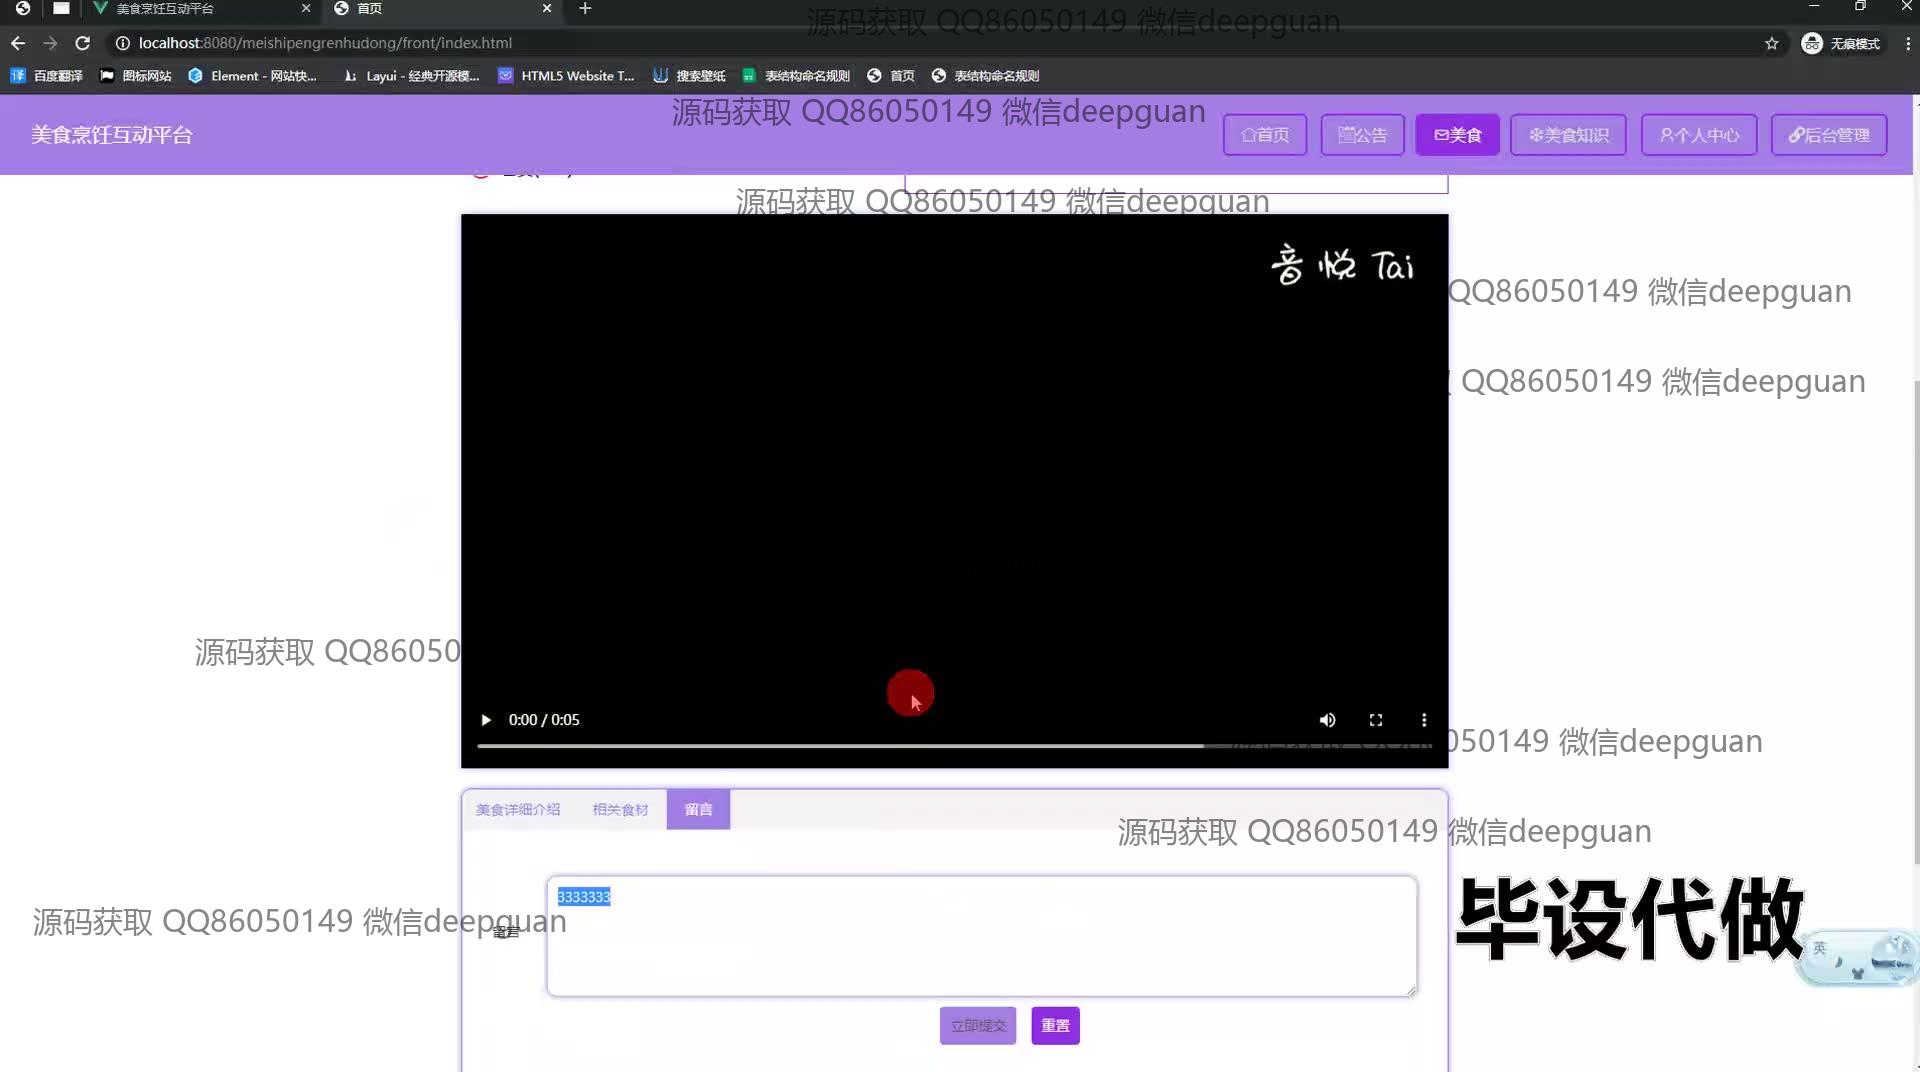 美食烹饪互动平台
首页
源码获取 QQ86050149 微信deepguan
localhost:8080/meishipengrenhudong/front/index.html
无痕模式
百度翻译
图标网站
Element - 网站快...
Layui - 经典开源模...
HTML5 Website T...
搜索壁纸
表结构命名规则
首页
表结构命名规则
源码获取 QQ86050149 微信deepguan
美食烹饪互动平台
首页
公告
美食
美食知识
个人中心
后台管理
源码获取 QQ86050149 微信deepguan
音悦Tai
QQ86050149 微信deepguan
QQ86050149 微信deepguan
源码获取 QQ86050
0:00 / 0:05
050149 微信deepguan
美食详细介绍
相关食材
留言
源码获取 QQ86050149 微信deepguan
3333333
源码获取 QQ86050149 微信deepguan
留言
毕设代做
英
立即提交
重置